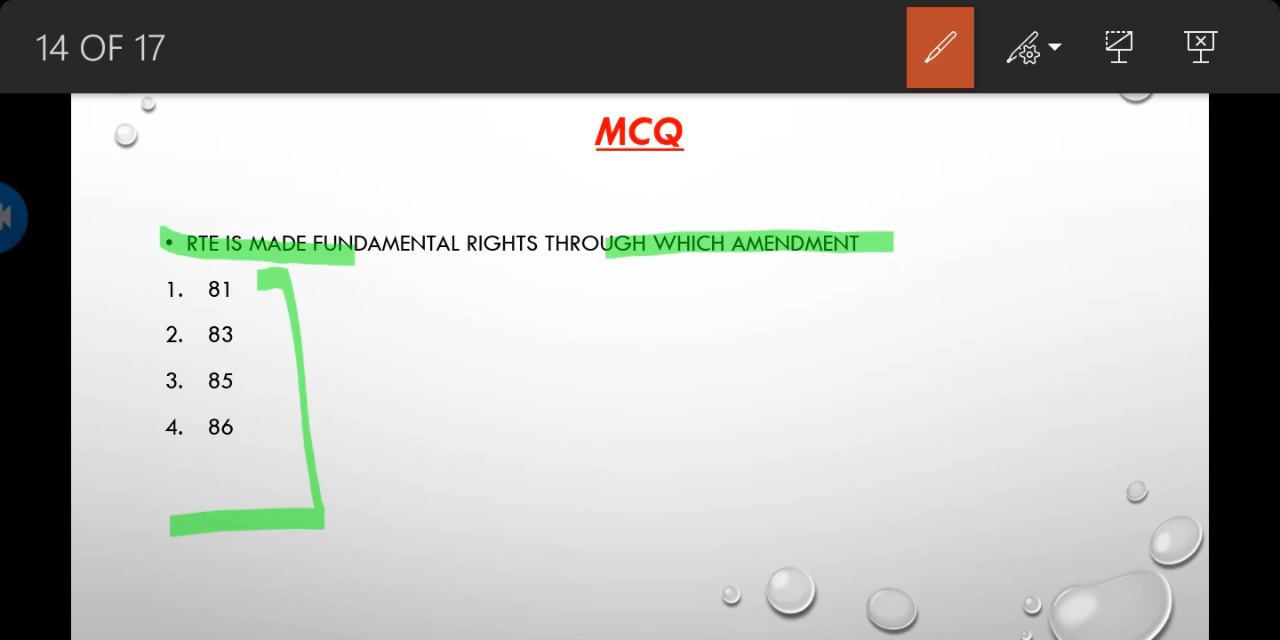 14 OF 17
MCQ
• RTE IS MADE FUNDAMENTAL RIGHTS THROUGH WHICH AMENDMENT
1. 81
2. 83
3. 85
4. 86